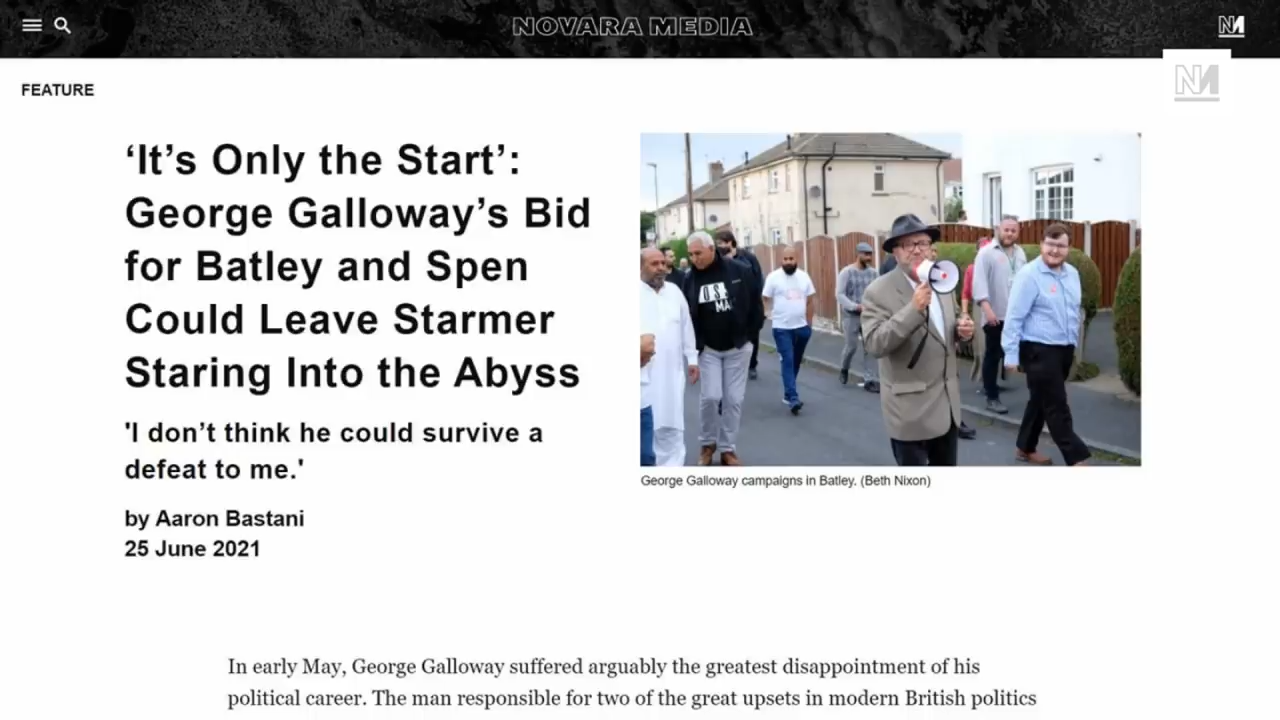 NOVARA MEDIA
NM
NM
FEATURE
‘It’s Only the Start’:
George Galloway’s Bid
for Batley and Spen
Could Leave Starmer
Staring Into the Abyss
'I don’t think he could survive a
defeat to me.'
by Aaron Bastani
25 June 2021
George Galloway campaigns in Batley. (Beth Nixon)
In early May, George Galloway suffered arguably the greatest disappointment of his
political career. The man responsible for two of the great upsets in modern British politics